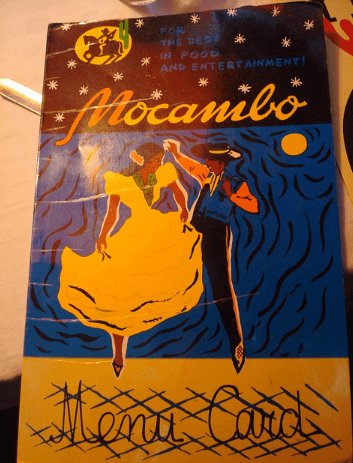 FOR
THE BEST
IN FOOD
AND ENTERTAINMENT!
Mocambo
Menu Card